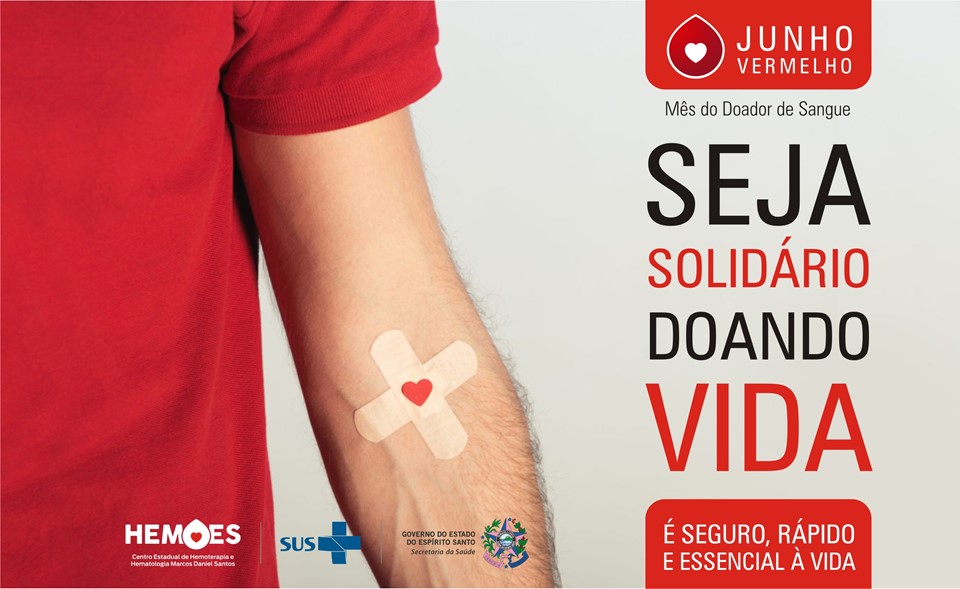 JUNHO
VERMELHO
Mês do Doador de Sangue
SEJA
SOLIDÁRIO
DOANDO
VIDA
É SEGURO, RÁPIDO
E ESSENCIAL À VIDA
HEMOES
Centro Estadual de Hemoterapia e
Hematologia Marcos Daniel Santos
SUS
GOVERNO DO ESTADO
DO ESPÍRITO SANTO
Secretaria da Saúde